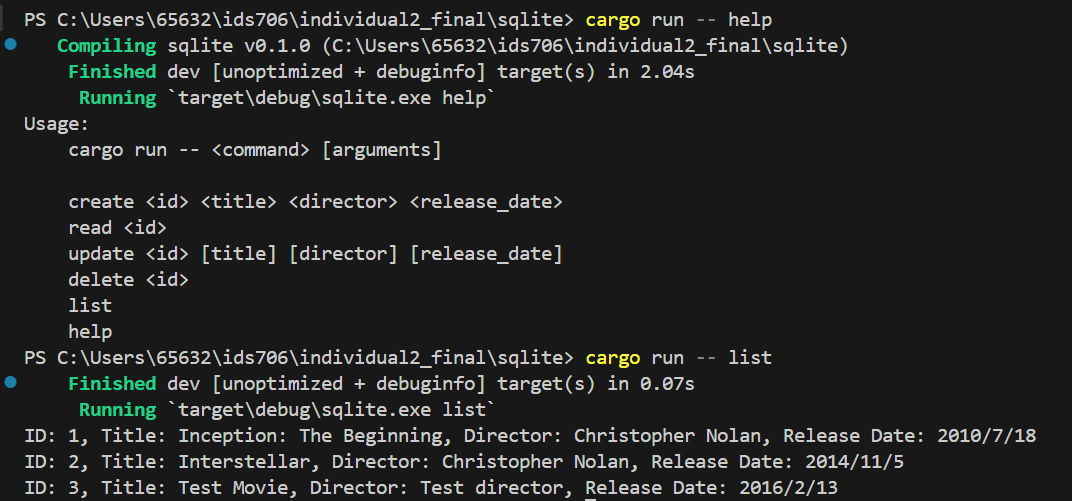 PS C:\Users\65632\ids706\individual2_final\sqlite> cargo run -- help
Compiling sqlite v0.1.0 (C:\Users\65632\ids706\individual2_final\sqlite)
Finished dev [unoptimized + debuginfo] target(s) in 2.04s
Running `target\debug\sqlite.exe help`
Usage:
cargo run -- <command> [arguments]
create <id> <title> <director> <release_date>
read <id>
update <id> [title] [director] [release_date]
delete <id>
list
help
PS C:\Users\65632\ids706\individual2_final\sqlite> cargo run -- list
Finished dev [unoptimized + debuginfo] target(s) in 0.07s
Running `target\debug\sqlite.exe list`
ID: 1, Title: Inception: The Beginning, Director: Christopher Nolan, Release Date: 2010/7/18
ID: 2, Title: Interstellar, Director: Christopher Nolan, Release Date: 2014/11/5
ID: 3, Title: Test Movie, Director: Test director, Release Date: 2016/2/13